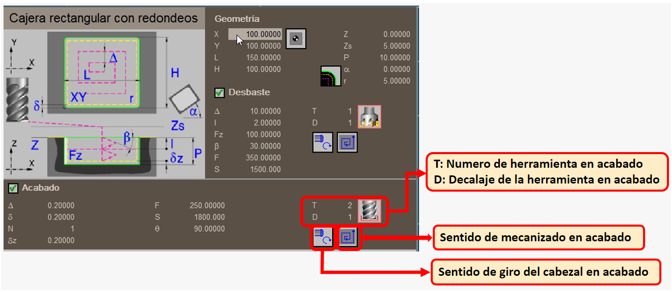 Cajera rectangular con redondeos
Y
X
Δ
L
H
XY
r
δ
α
Zs
Z
Z
X
Fz
β
I
δz
P
Geometría
X 100.00000 Z 0.00000
Y 100.00000 Zs 5.00000
L 150.00000 P 10.00000
H 100.00000 α 0.00000
r 5.00000
Desbaste
Δ 10.00000 T 1
I 2.00000 D 1
Fz 100.00000
β 30.00000
F 350.00000
S 1500.000
Acabado
Δ 0.20000 F 250.00000 T 2
δ 0.20000 S 1800.000 D 1
N 1 θ 90.00000
δz 0.20000
T: Numero de herramienta en acabado
D: Decalaje de la herramienta en acabado
Sentido de mecanizado en acabado
Sentido de giro del cabezal en acabado